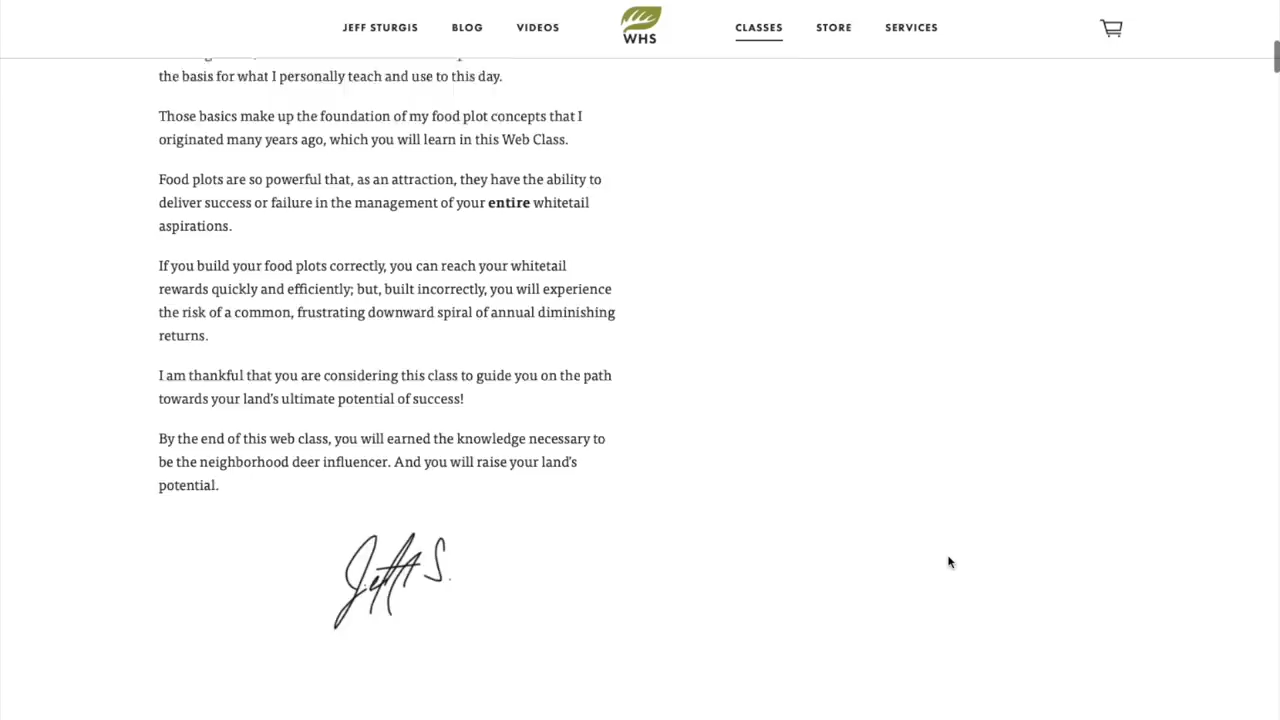 JEFF STURGIS BLOG VIDEOS WHS CLASSES STORE SERVICES
the basis for what I personally teach and use to this day.
Those basics make up the foundation of my food plot concepts that I
originated many years ago, which you will learn in this Web Class.
Food plots are so powerful that, as an attraction, they have the ability to
deliver success or failure in the management of your entire whitetail
aspirations.
If you build your food plots correctly, you can reach your whitetail
rewards quickly and efficiently; but, built incorrectly, you will experience
the risk of a common, frustrating downward spiral of annual diminishing
returns.
I am thankful that you are considering this class to guide you on the path
towards your land's ultimate potential of success!
By the end of this web class, you will earned the knowledge necessary to
be the neighborhood deer influencer. And you will raise your land's
potential.
Jeff S.